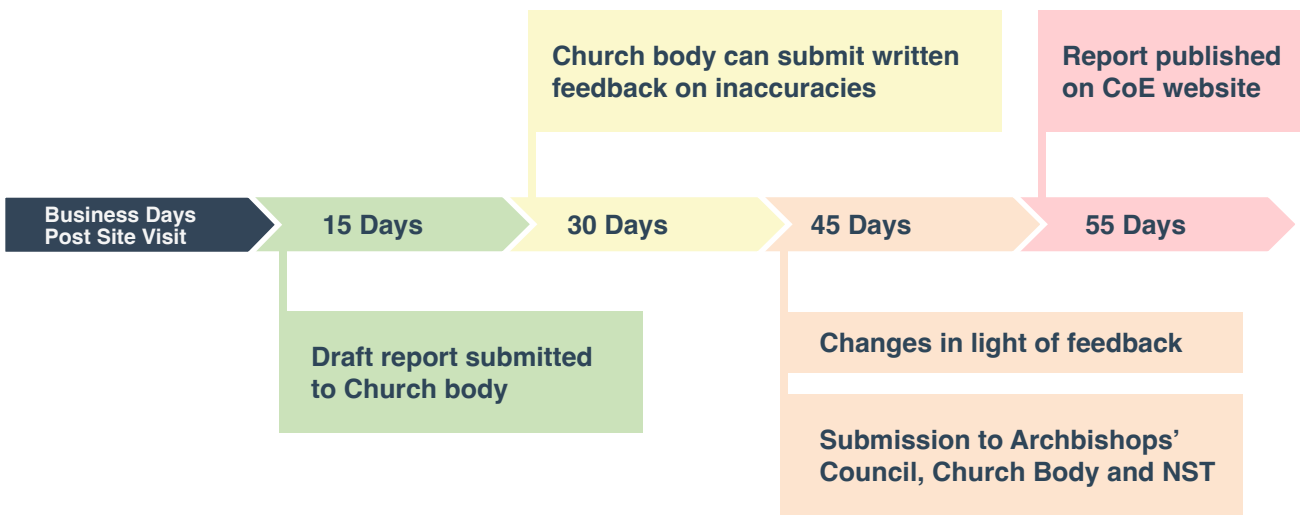 Church body can submit written
feedback on inaccuracies
Report published
on CoE website
Business Days
Post Site Visit
15 Days
30 Days
45 Days
55 Days
Draft report submitted
to Church body
Changes in light of feedback
Submission to Archbishops’
Council, Church Body and NST